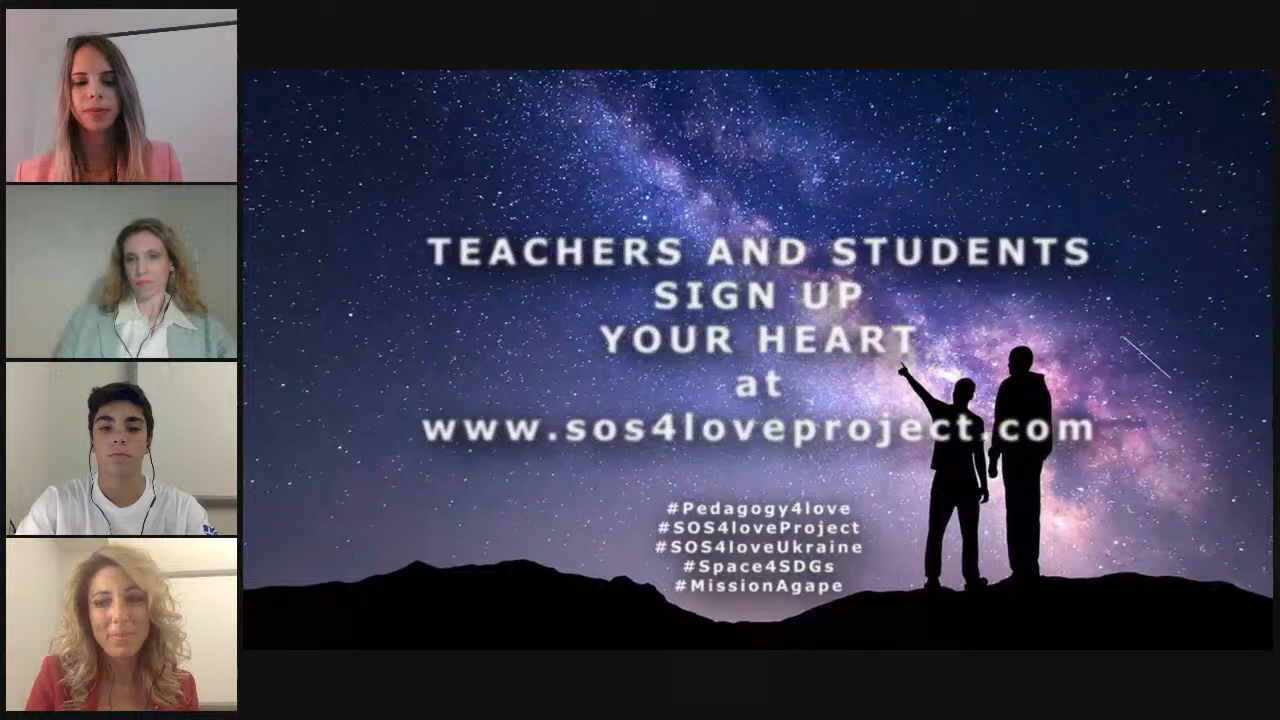 TEACHERS AND STUDENTS
SIGN UP
YOUR HEART
at
www.sos4loveproject.com
#Pedagogy4love
#SOS4loveProject
#SOS4loveUkraine
#Space4SDGs
#MissionAgape